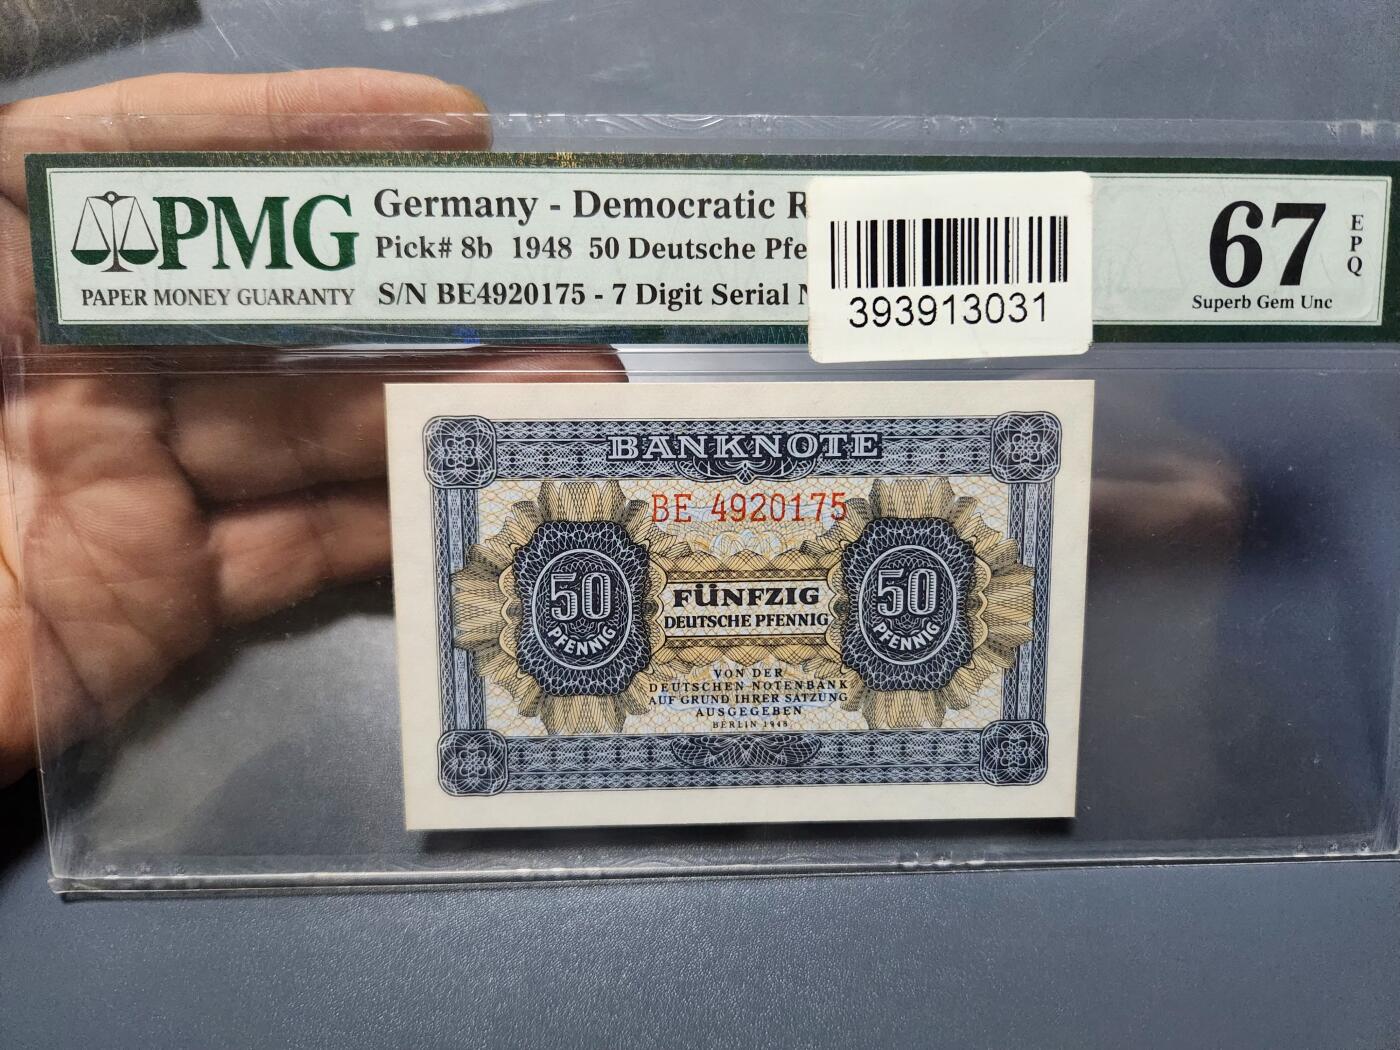 PMG
PAPER MONEY GUARANTY
Germany - Democratic R
Pick# 8b 1948 50 Deutsche Pfe
S/N BE4920175 - 7 Digit Serial N
393913031
67
EPQ
Superb Gem Unc
BANKNOTE
BE 4920175
50
PFENNIG
FÜNFZIG
DEUTSCHE PFENNIG
50
PFENNIG
VON DER
DEUTSCHEN NOTENBANK
AUF GRUND IHRER SATZUNG
AUSGEGEBEN
BERLIN 1948